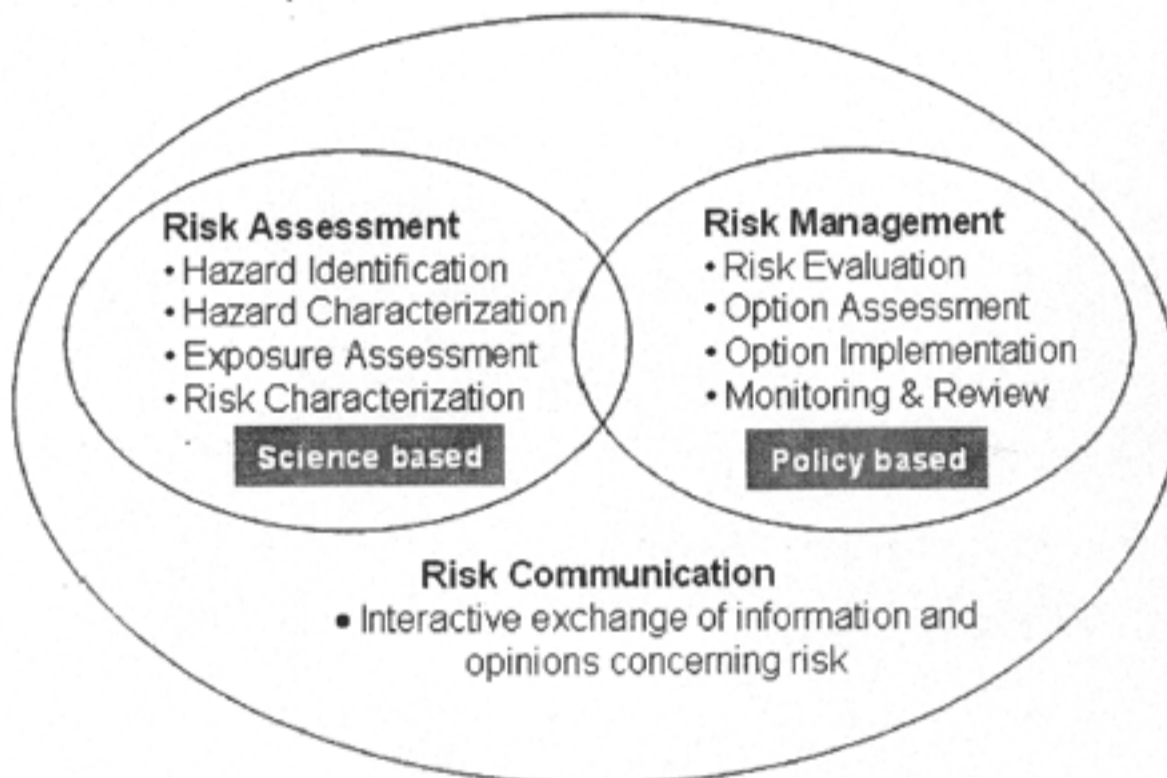 Risk Assessment
• Hazard Identification
• Hazard Characterization
• Exposure Assessment
• Risk Characterization
Science based
Risk Management
• Risk Evaluation
• Option Assessment
• Option Implementation
• Monitoring & Review
Policy based
Risk Communication
• Interactive exchange of information and
opinions concerning risk